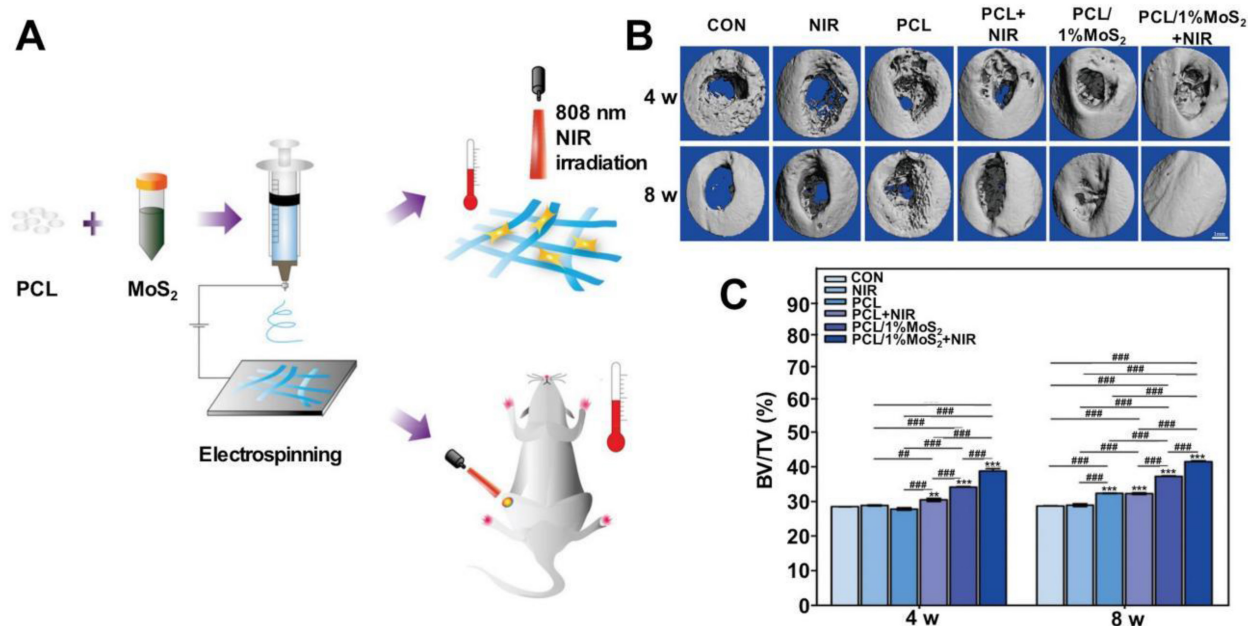 A
808 nm
NIR
irradiation
PCL
MoS₂
Electrospinning
B
CON
NIR
PCL
PCL+
NIR
PCL/
1%MoS₂
PCL/1%MoS₂
+NIR
4 w
8 w
1mm
C
CON
NIR
PCL
PCL+NIR
PCL/1%MoS₂
PCL/1%MoS₂+NIR
BV/TV (%)
90
80
70
60
50
40
30
20
10
0
###
###
###
###
##
###
###
###
**
***
***
###
###
###
###
###
###
###
###
###
###
###
###
***
***
***
***
4 w
8 w